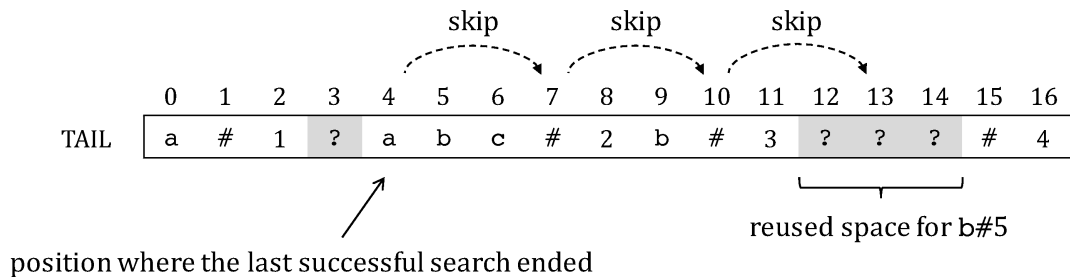 skip skip skip
0 1 2 3 4 5 6 7 8 9 10 11 12 13 14 15 16
TAIL a # 1 ? a b c # 2 b # 3 ? ? ? # 4
reused space for b#5
position where the last successful search ended